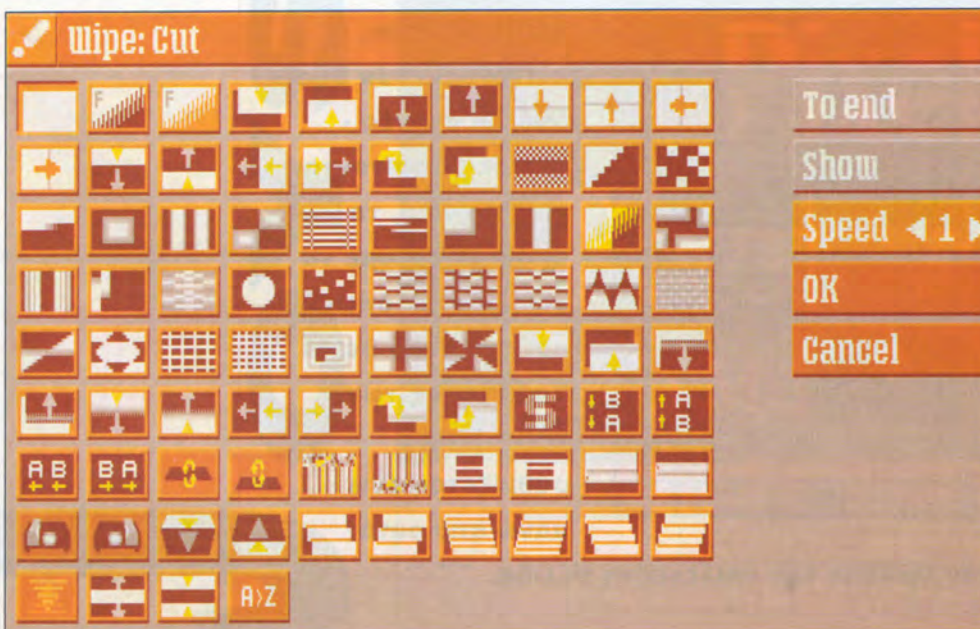 Wipe: Cut
To end
Show
Speed 1
OK
Cancel
F F
S B A A B
A B B A
A>Z